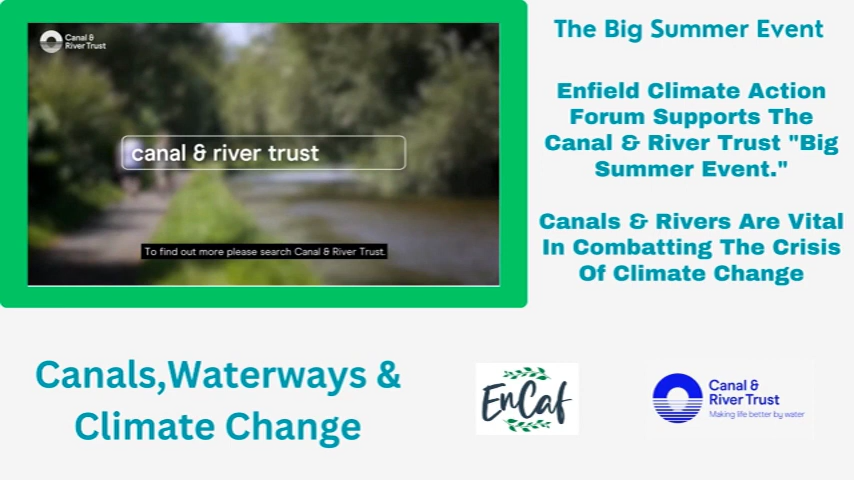 Canal &
River Trust
canal & river trust
To find out more please search Canal & River Trust.
The Big Summer Event
Enfield Climate Action
Forum Supports The
Canal & River Trust "Big
Summer Event."
Canals & Rivers Are Vital
In Combatting The Crisis
Of Climate Change
Canals,Waterways &
Climate Change
EnCaf
Canal &
River Trust
Making life better by water